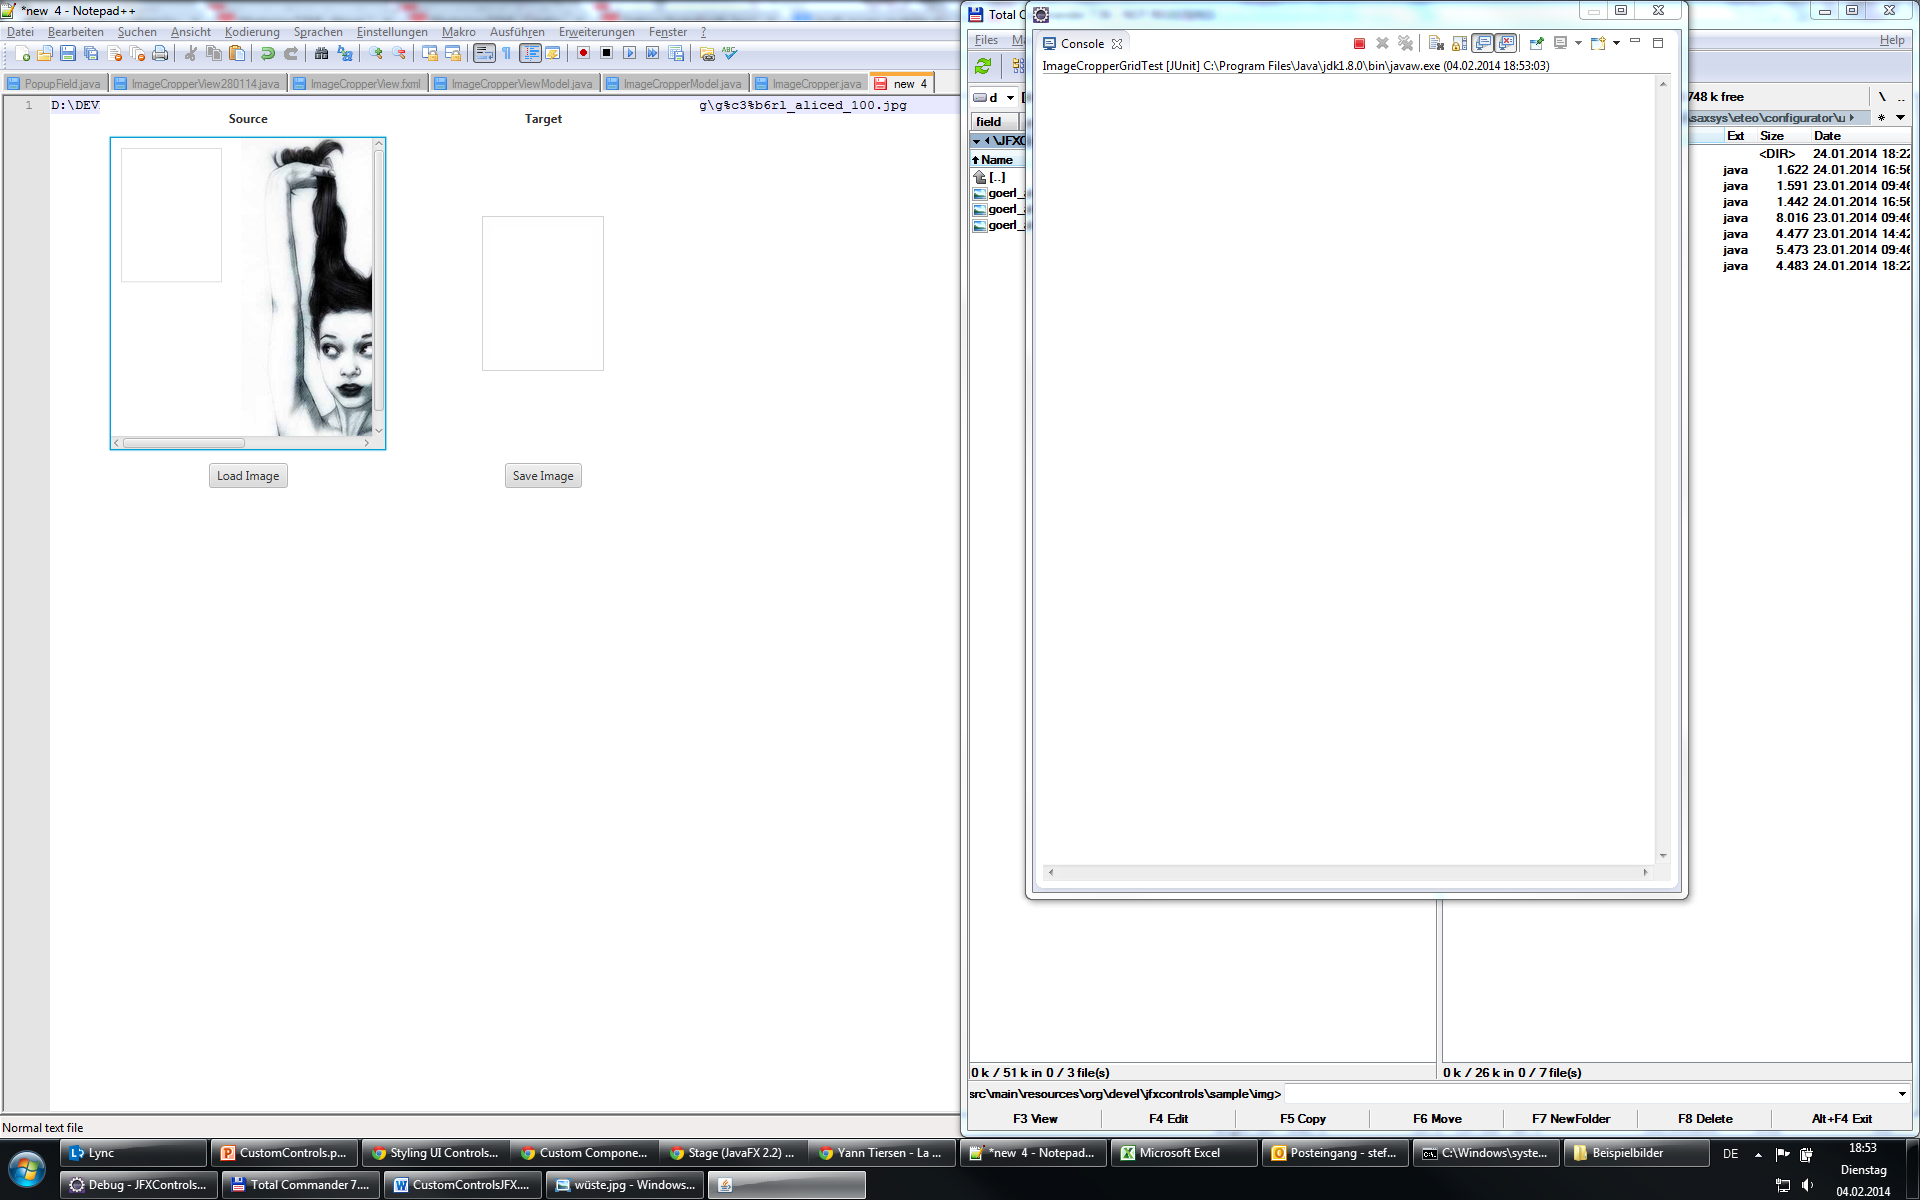 *new  4 - Notepad++
Datei Bearbeiten Suchen Ansicht Kodierung Sprachen Einstellungen Makro Ausführen Erweiterungen Fenster ?
PopupField.java ImageCropperView280114.java ImageCropperView.fxml ImageCropperViewModel.java ImageCropperModel.java ImageCropper.java new 4
1 D:\DEV g\g%c3%b6rl_aliced_100.jpg
Source Target
Load Image Save Image
Normal text file
Total C
Files Help
d
748 k free \ ..
field
\JFXC
\saxsys\eteo\configurator\u * 
Name
Ext Size Date
[..]
goerl_
goerl_
goerl_
<DIR> 24.01.2014 18:22
java 1.622 24.01.2014 16:56
java 1.591 23.01.2014 09:46
java 1.442 24.01.2014 16:56
java 8.016 23.01.2014 09:46
java 4.477 23.01.2014 14:42
java 5.473 23.01.2014 09:46
java 4.483 24.01.2014 18:22
Console
ImageCropperGridTest [JUnit] C:\Program Files\Java\jdk1.8.0\bin\javaw.exe (04.02.2014 18:53:03)
0 k / 51 k in 0 / 3 file(s) 0 k / 26 k in 0 / 7 file(s)
src\main\resources\org\devel\jfxcontrols\sample\img>
F3 View F4 Edit F5 Copy F6 Move F7 NewFolder F8 Delete Alt+F4 Exit
Lync CustomControls.p... Styling UI Controls... Custom Compone... Stage (JavaFX 2.2) ... Yann Tiersen - La ... *new 4 - Notepad... Microsoft Excel Posteingang - stef... C:\Windows\syste... Beispielbilder DE 18:53
Debug - JFXControls... Total Commander 7.... CustomControlsJFX.... wüste.jpg - Windows... Dienstag
04.02.2014